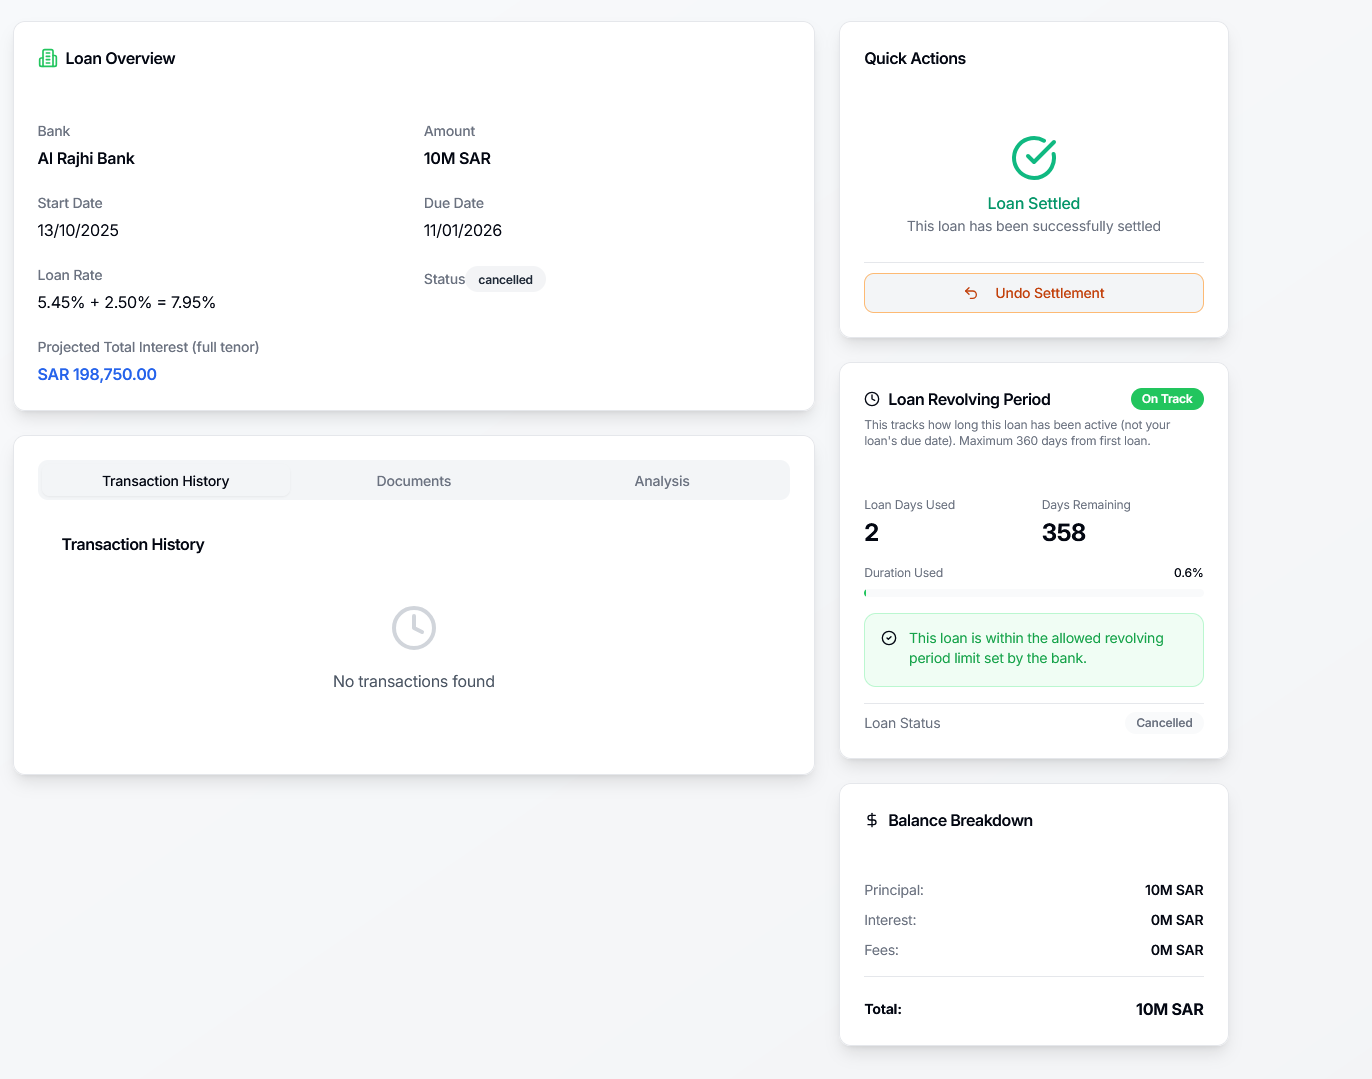 Loan Overview
Bank
Al Rajhi Bank
Amount
10M SAR
Start Date
13/10/2025
Due Date
11/01/2026
Loan Rate
5.45% + 2.50% = 7.95%
Status cancelled
Projected Total Interest (full tenor)
SAR 198,750.00
Transaction History
Documents
Analysis
Transaction History
No transactions found
Quick Actions
Loan Settled
This loan has been successfully settled
Undo Settlement
Loan Revolving Period
On Track
This tracks how long this loan has been active (not your
loan's due date). Maximum 360 days from first loan.
Loan Days Used
2
Days Remaining
358
Duration Used
0.6%
This loan is within the allowed revolving
period limit set by the bank.
Loan Status
Cancelled
$ Balance Breakdown
Principal:
10M SAR
Interest:
0M SAR
Fees:
0M SAR
Total:
10M SAR